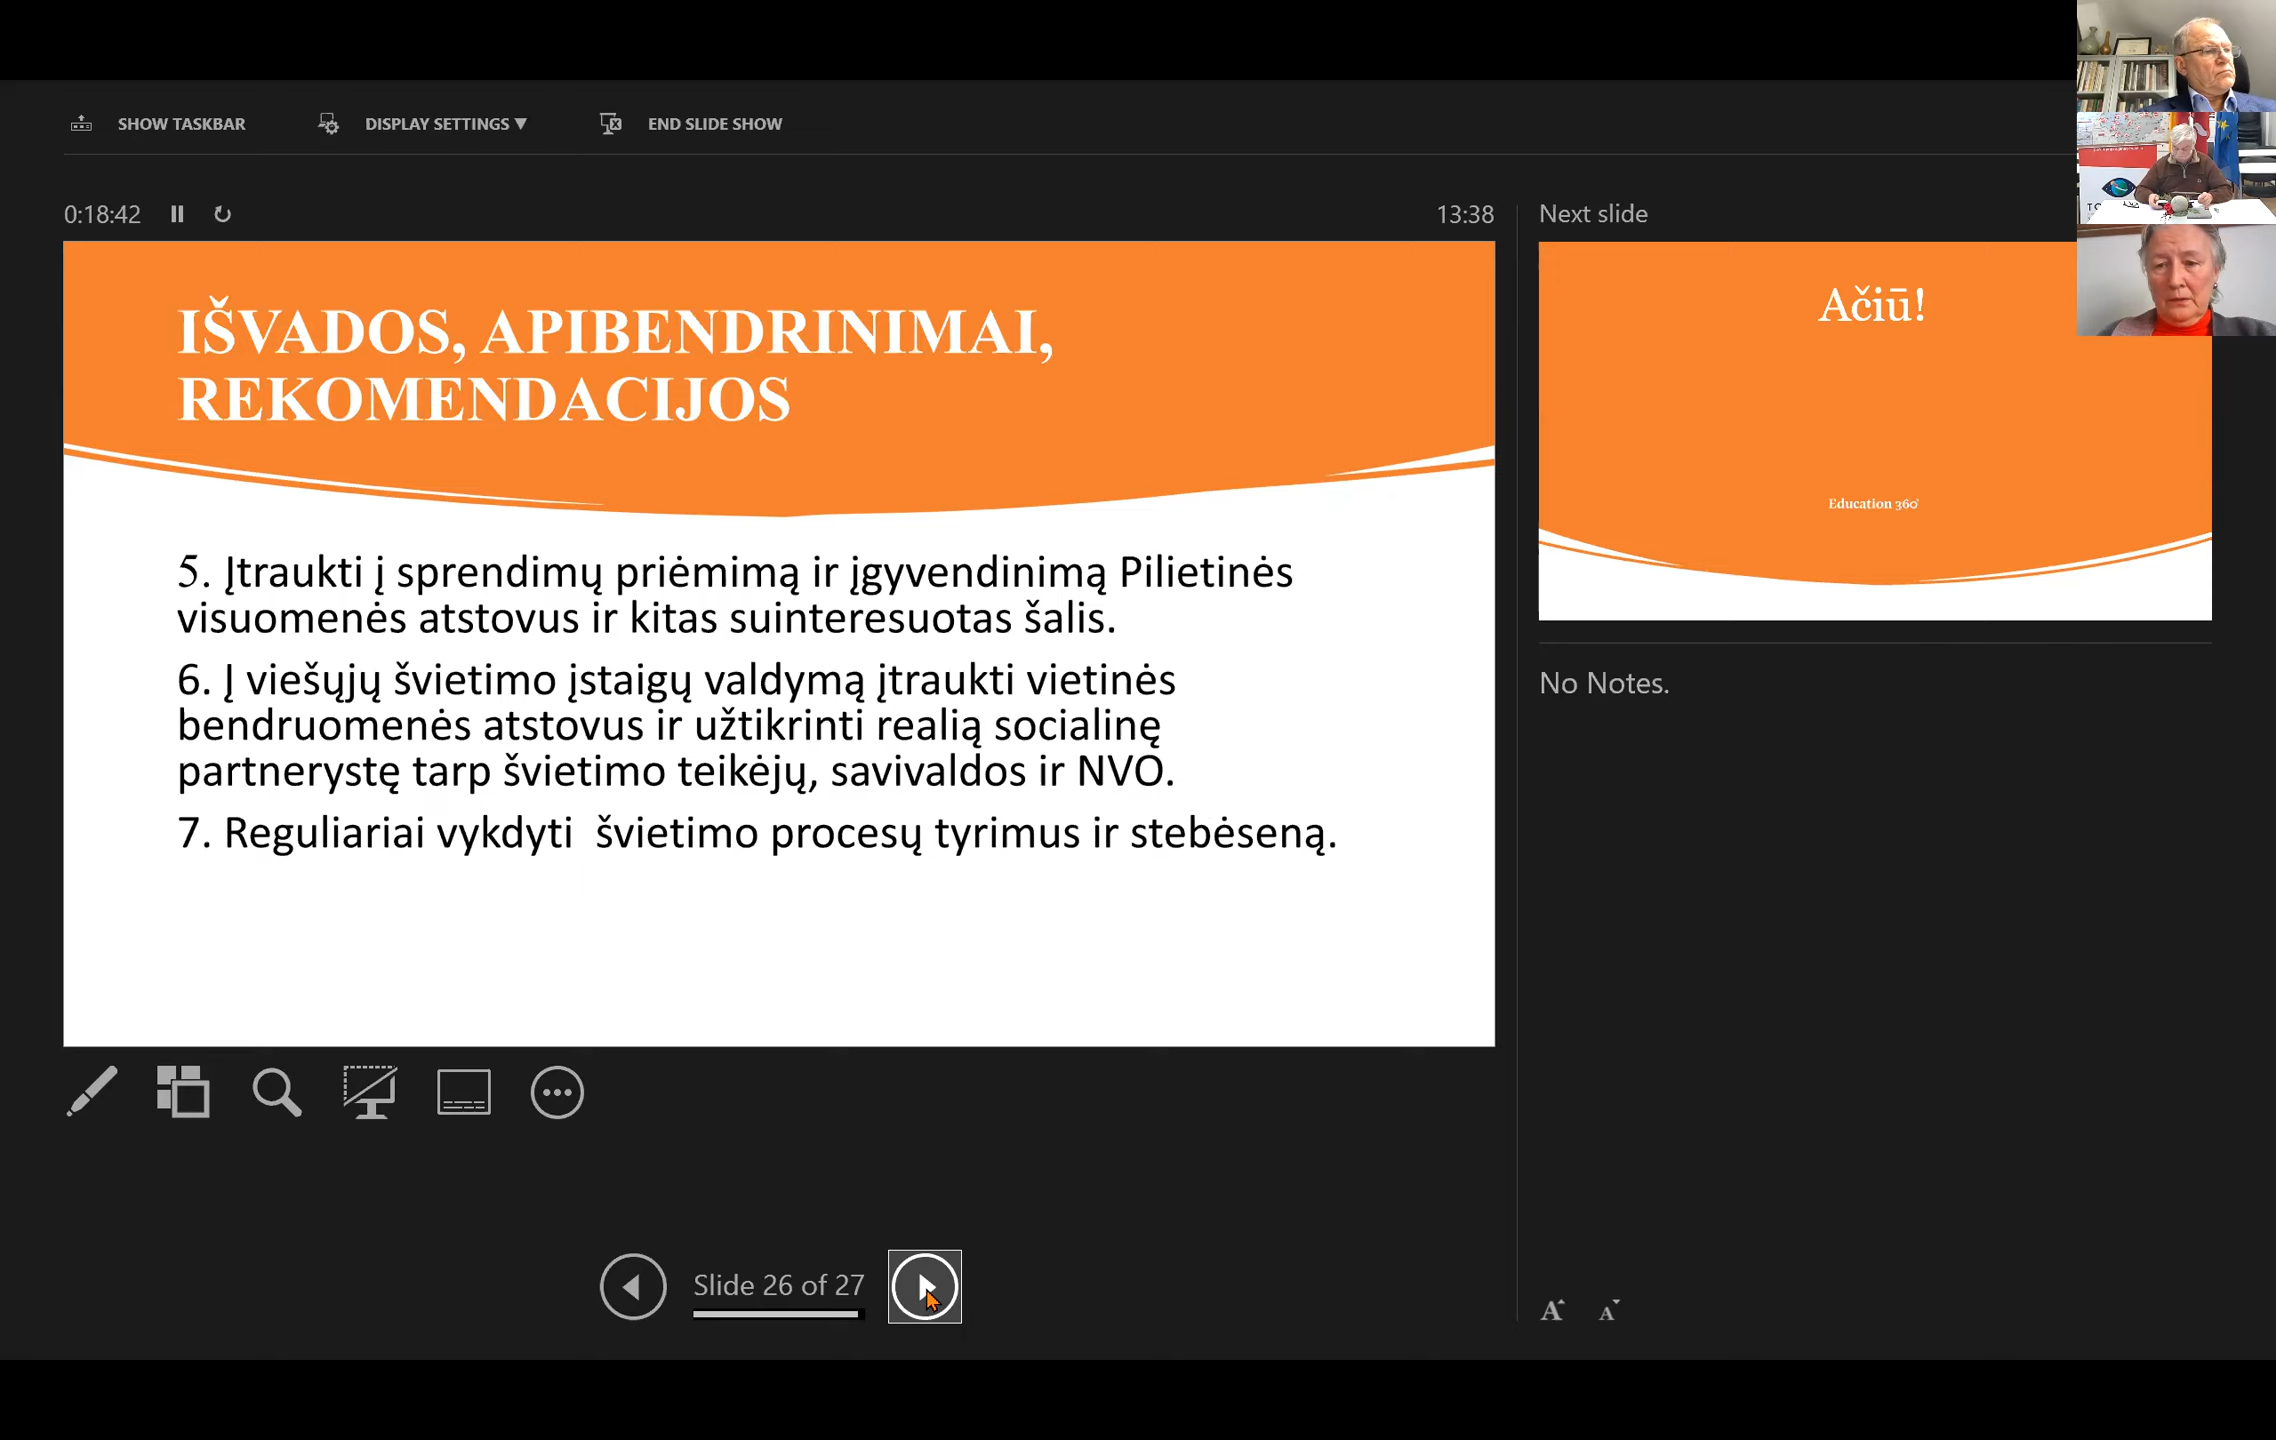 SHOW TASKBAR
DISPLAY SETTINGS ▼
END SLIDE SHOW
0:18:42
13:38
Next slide
IŠVADOS, APIBENDRINIMAI,
REKOMENDACIJOS
5. Įtraukti į sprendimų priėmimą ir įgyvendinimą Pilietinės
visuomenės atstovus ir kitas suinteresuotas šalis.
6. Į viešųjų švietimo įstaigų valdymą įtraukti vietinės
bendruomenės atstovus ir užtikrinti realią socialinę
partnerystę tarp švietimo teikėjų, savivaldos ir NVO.
7. Reguliariai vykdyti  švietimo procesų tyrimus ir stebėseną.
Ačiū!
Education 360°
No Notes.
Slide 26 of 27
A A